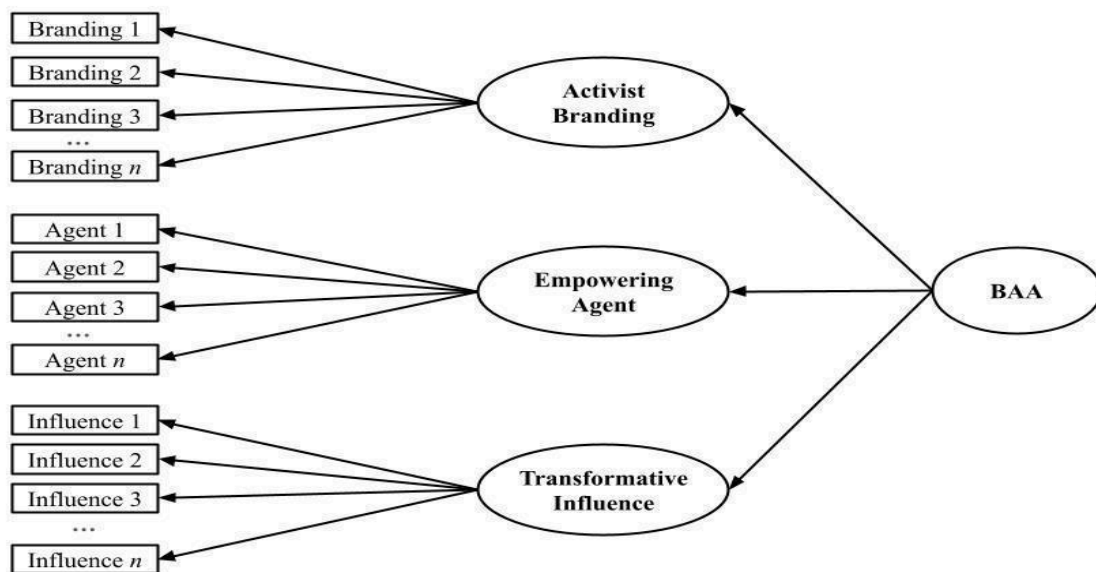 Branding 1
Branding 2
Branding 3
...
Branding n
Activist
Branding
Agent 1
Agent 2
Agent 3
...
Agent n
Empowering
Agent
BAA
Influence 1
Influence 2
Influence 3
...
Influence n
Transformative
Influence